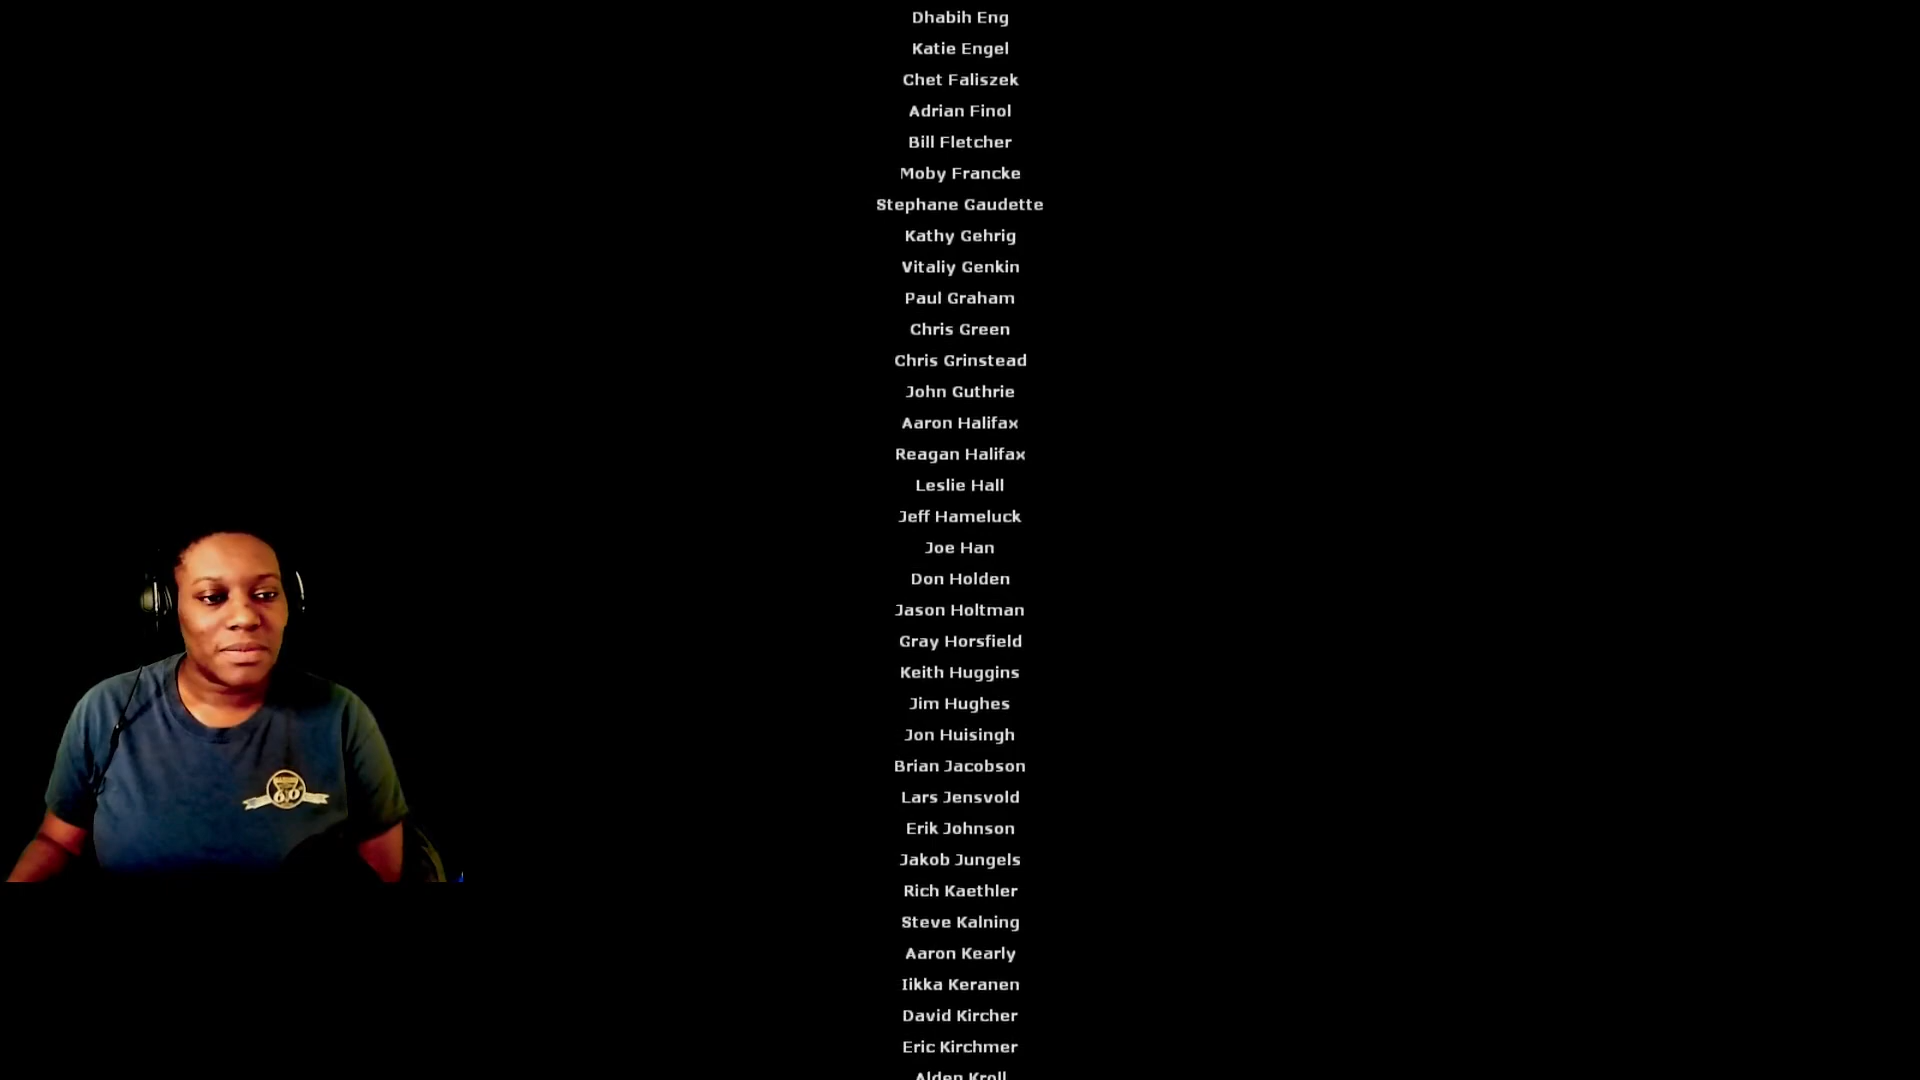 Dhabih Eng
Katie Engel
Chet Faliszek
Adrian Finol
Bill Fletcher
Moby Francke
Stephane Gaudette
Kathy Gehrig
Vitaliy Genkin
Paul Graham
Chris Green
Chris Grinstead
John Guthrie
Aaron Halifax
Reagan Halifax
Leslie Hall
Jeff Hameluck
Joe Han
Don Holden
Jason Holtman
Gray Horsfield
Keith Huggins
Jim Hughes
Jon Huisingh
Brian Jacobson
Lars Jensvold
Erik Johnson
Jakob Jungels
Rich Kaethler
Steve Kalning
Aaron Kearly
Iikka Keranen
David Kircher
Eric Kirchmer
Alden Kroll